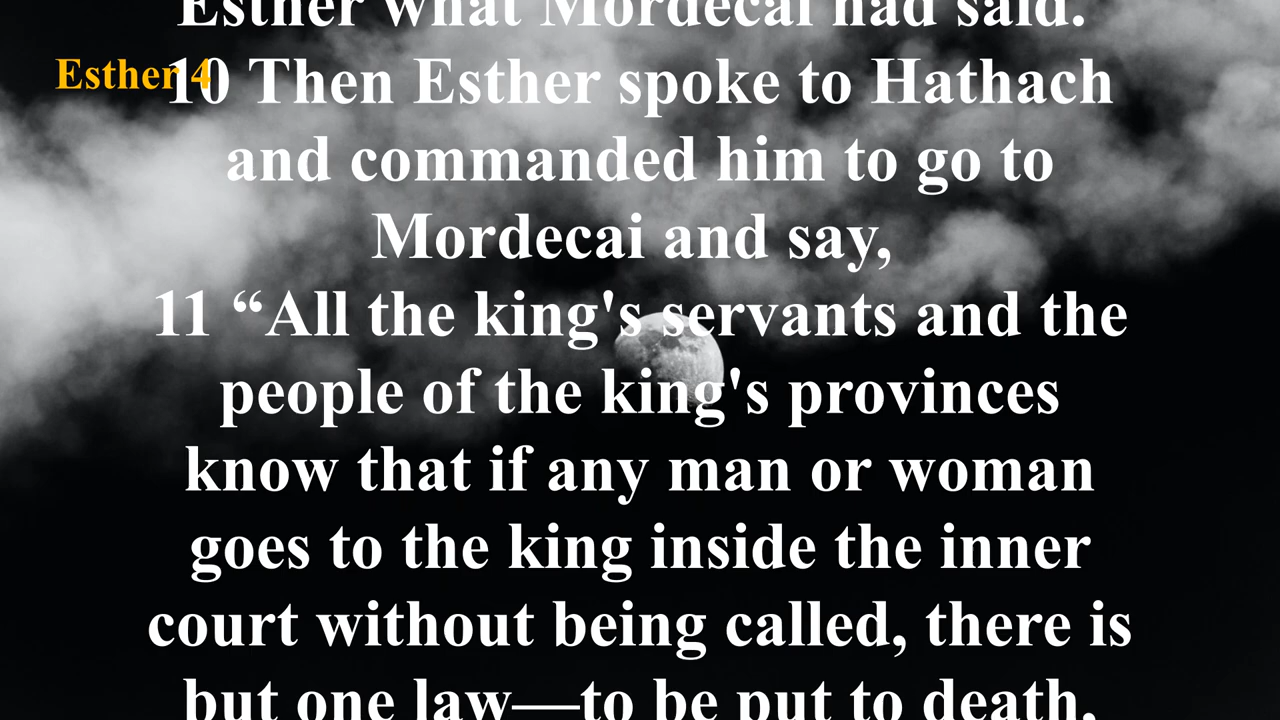 Esther what Mordecai had said.
Esther 4
10 Then Esther spoke to Hathach
and commanded him to go to
Mordecai and say,
11 “All the king's servants and the
people of the king's provinces
know that if any man or woman
goes to the king inside the inner
court without being called, there is
but one law—to be put to death,